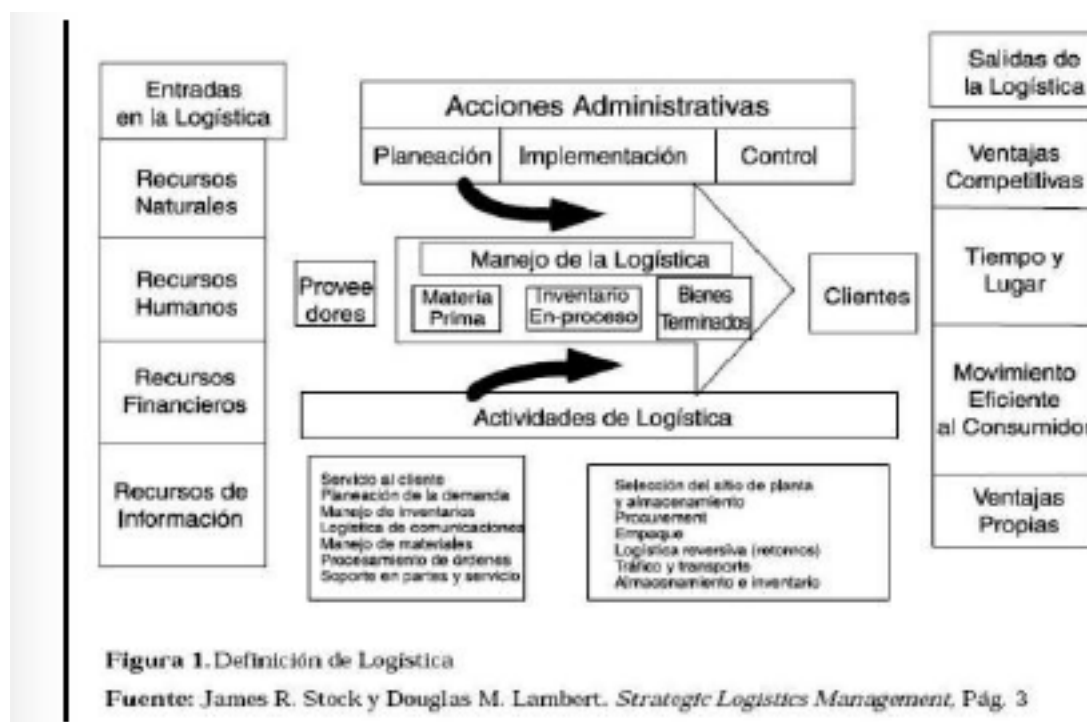 Entradas
en la Logística
Recursos
Naturales
Recursos
Humanos
Recursos
Financieros
Recursos de
Información
Acciones Administrativas
Planeación
Implementación
Control
Provee
dores
Manejo de la Logística
Materia
Prima
Inventario
En-proceso
Bienes
Terminados
Clientes
Actividades de Logística
Servicio al cliente
Planeación de la demanda
Manejo de inventarios
Logística de comunicaciones
Manejo de materiales
Procesamiento de órdenes
Soporte en partes y servicio
Selección del sitio de planta
y almacenamiento
Procurement
Empaque
Logística reversiva (retornos)
Tráfico y transporte
Almacenamiento e inventario
Salidas de
la Logística
Ventajas
Competitivas
Tiempo y
Lugar
Movimiento
Eficiente
al Consumidor
Ventajas
Propias
Figura 1. Definición de Logística
Fuente: James R. Stock y Douglas M. Lambert. Strategic Logistics Management, Pág. 3